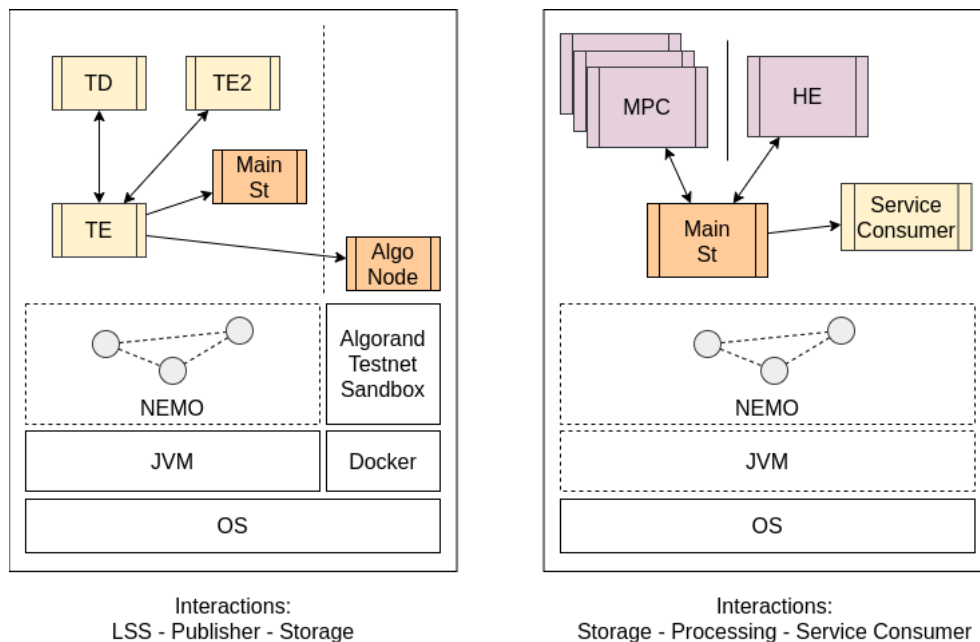 TD
TE2
Main
St
TE
Algo
Node
Algorand
Testnet
Sandbox
NEMO
JVM
Docker
OS
Interactions:
LSS - Publisher - Storage
MPC
HE
Main
St
Service
Consumer
NEMO
JVM
OS
Interactions:
Storage - Processing - Service Consumer